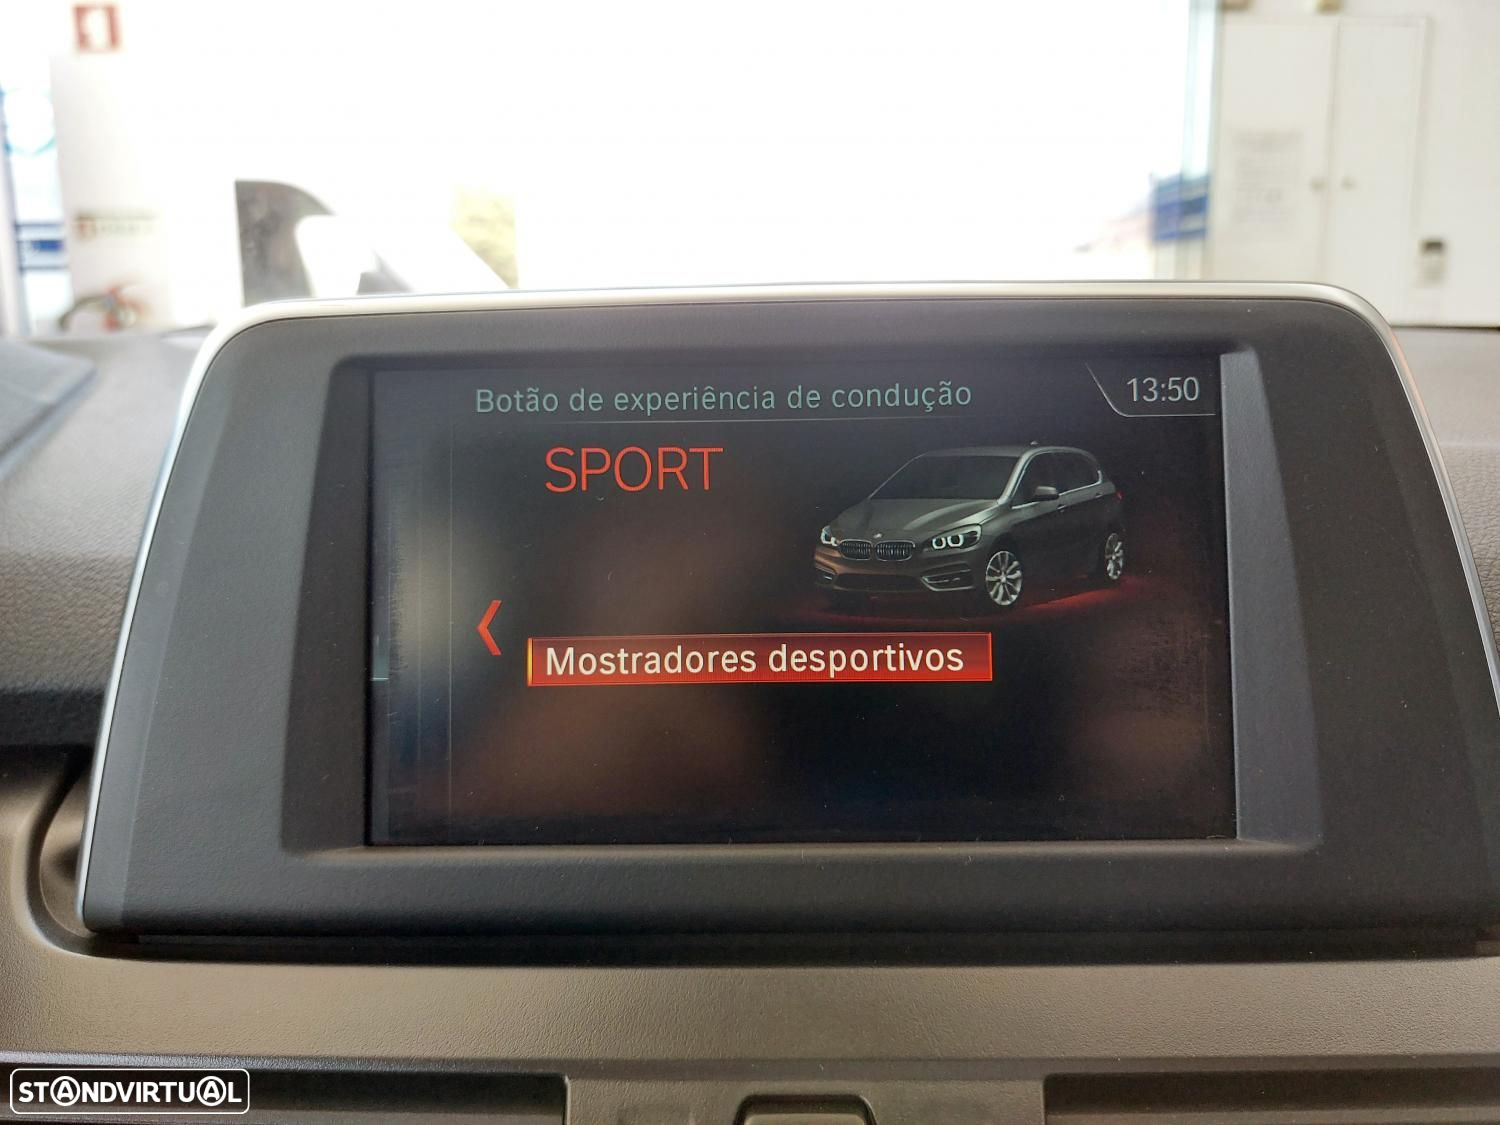 Botão de experiência de condução
13:50
SPORT
Mostradores desportivos
STANDVIRTUAL